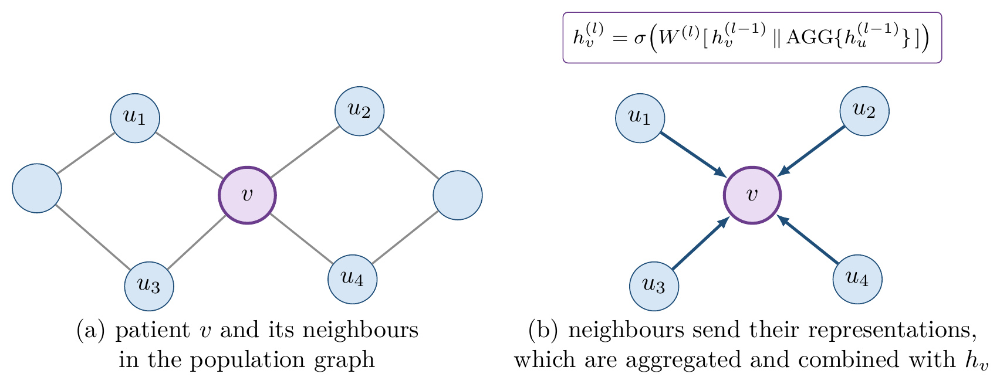 h_v^{(l)} = σ(W^{(l)}[ h_v^{(l−1)} ∥ AGG{h_u^{(l−1)}} ])
u₁
u₂
v
u₃
u₄
(a) patient v and its neighbours
in the population graph
u₁
u₂
v
u₃
u₄
(b) neighbours send their representations,
which are aggregated and combined with h_v